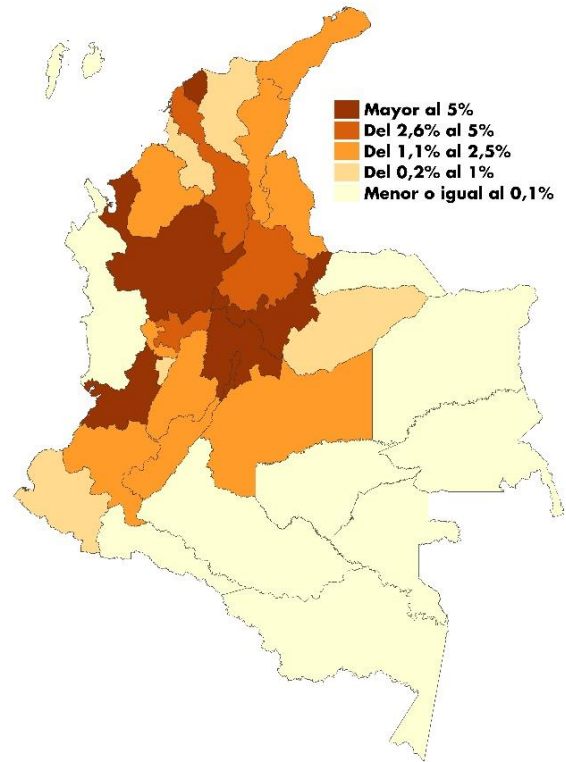 Mayor al 5%
Del 2,6% al 5%
Del 1,1% al 2,5%
Del 0,2% al 1%
Menor o igual al 0,1%